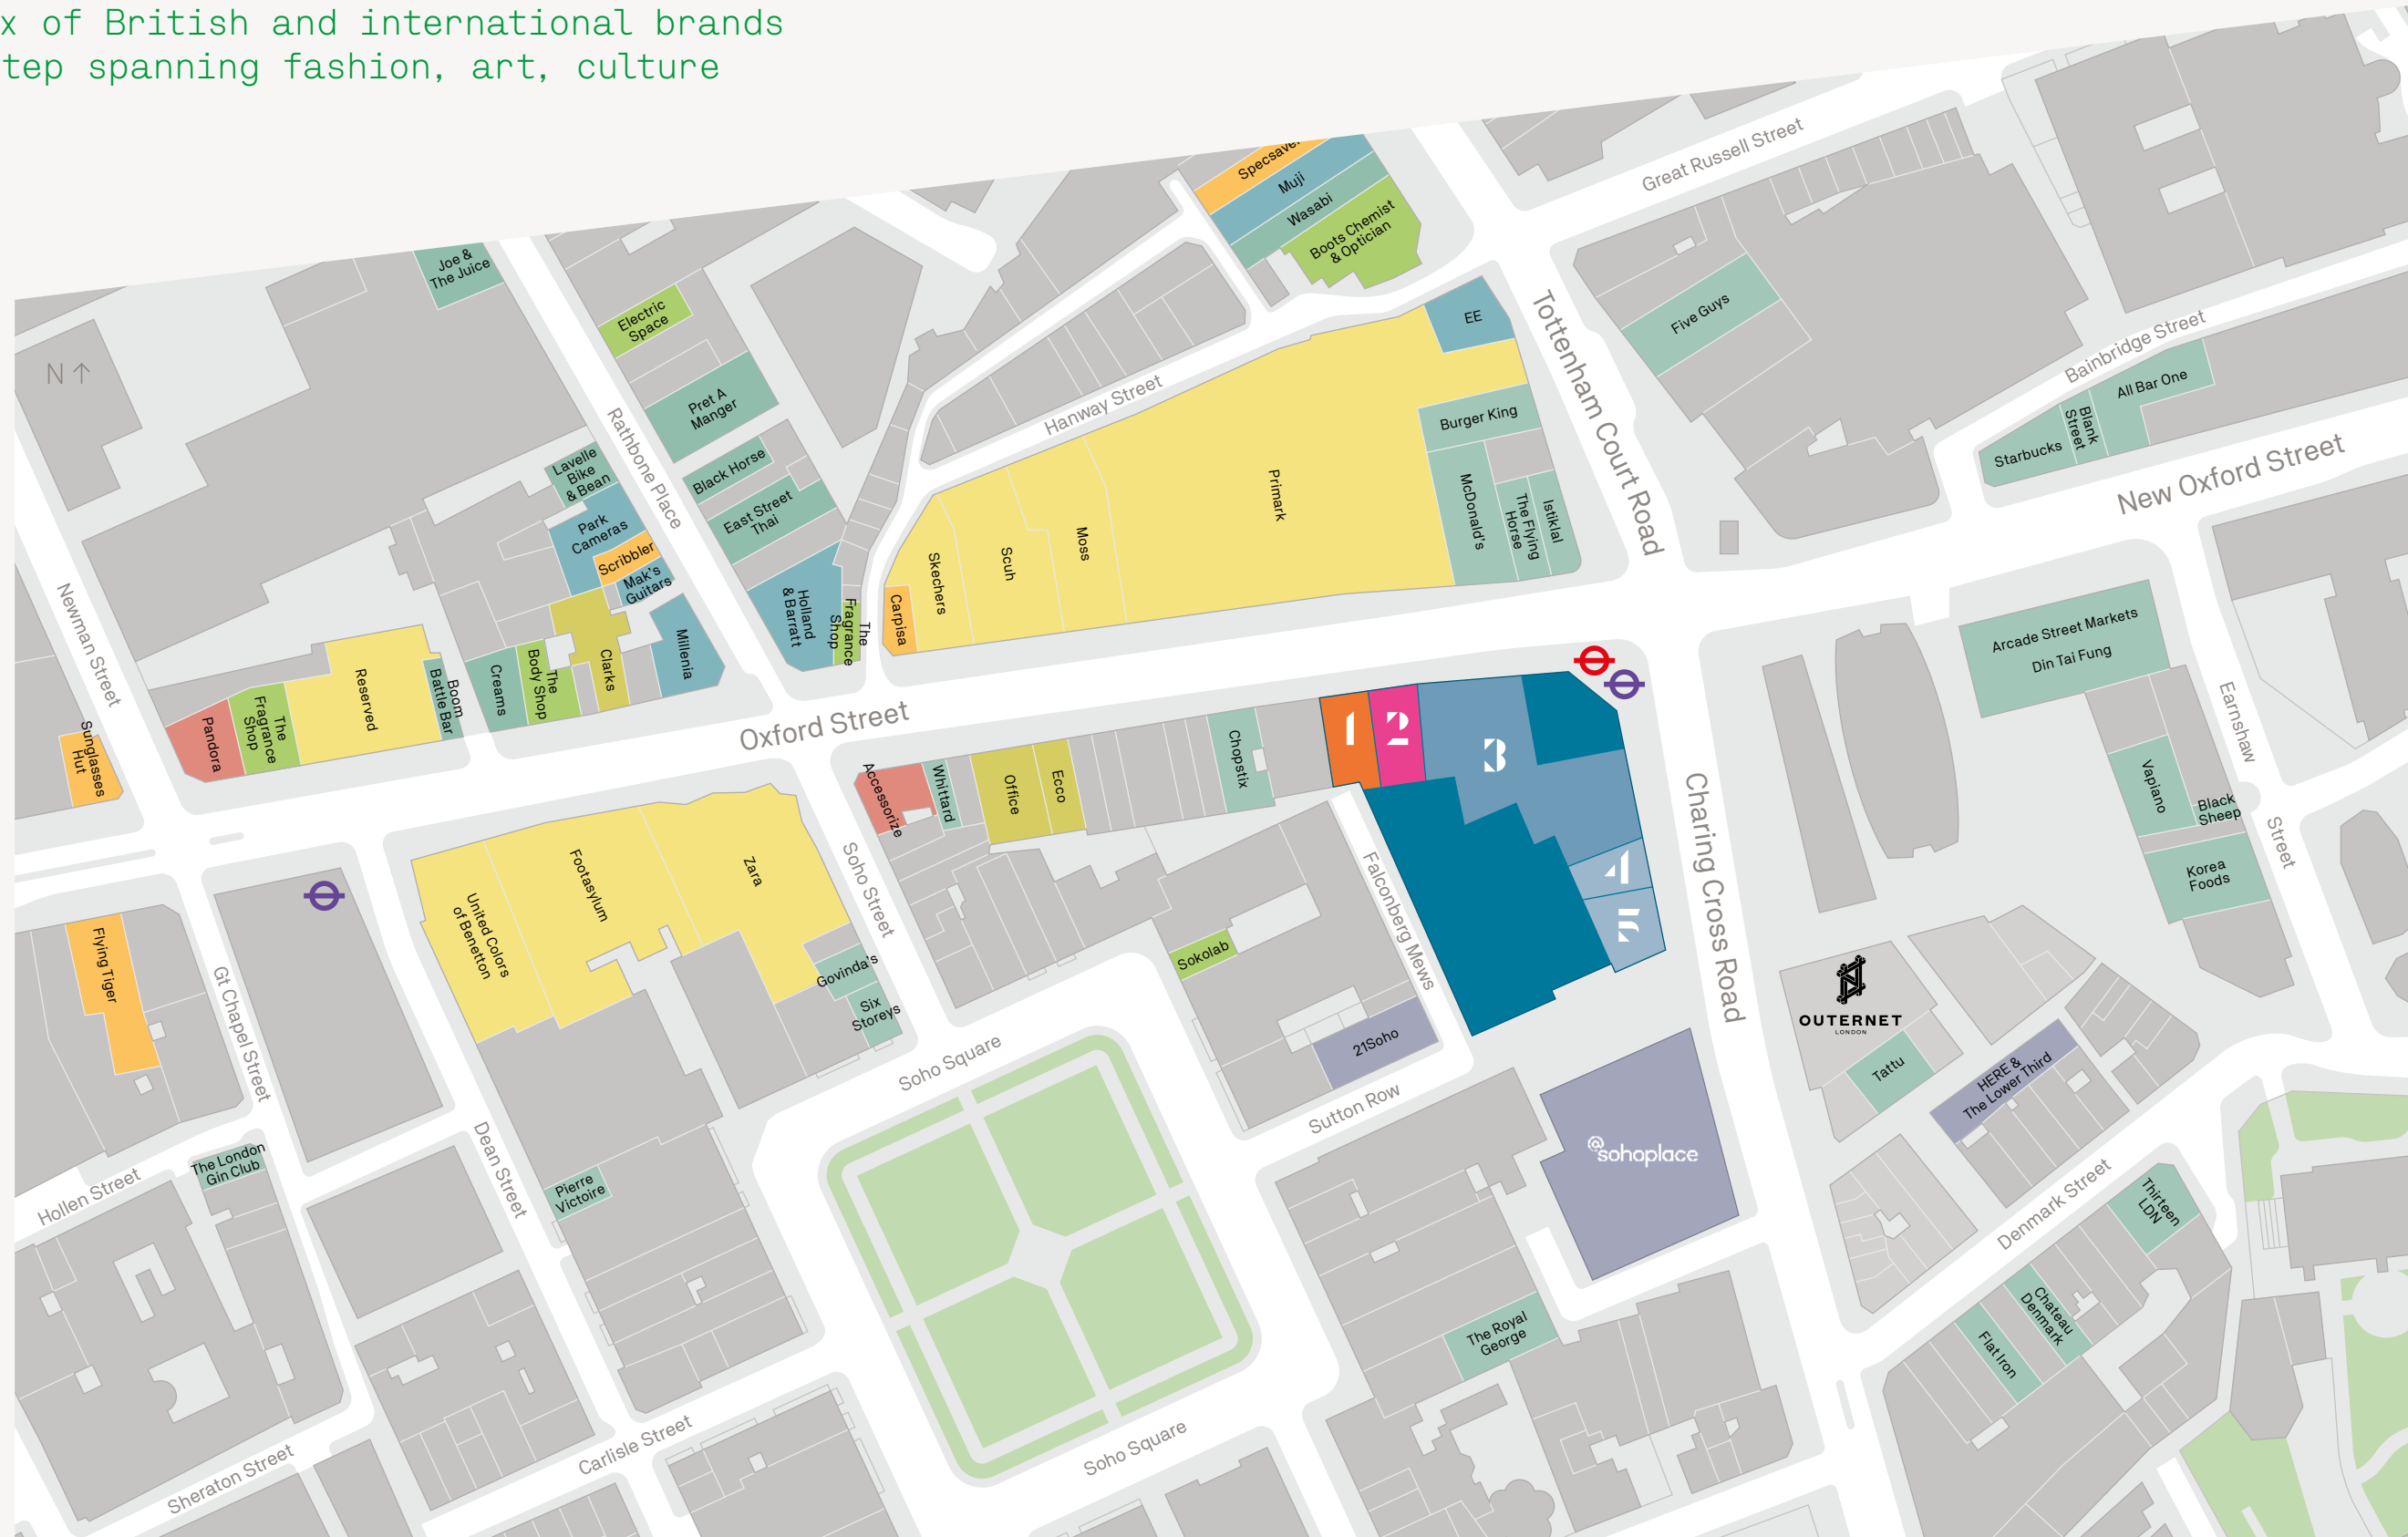 x of British and international brands
tep spanning fashion, art, culture
Great Russell Street
Specsaver
Muji
Wasabi
Boots Chemist
& Optician
Joe &
The Juice
Electric
Space
EE
Five Guys
Tottenham Court Road
Bainbridge Street
N ↑
Pret A
Manger
Hanway Street
Burger King
All Bar One
Blank
Street
Starbucks
New Oxford Street
Rathbone Place
Lavelle
Bike
& Bean
Black Horse
East Street
Thai
Primark
McDonald's
The Flying
Horse
Istiklal
Park
Cameras
Scribbler
Mak's
Guitars
Moss
Scuh
Skechers
Carpisa
Holland
& Barratt
The
Fragrance
Shop
Newman Street
Millenia
Clarks
The
Body Shop
Creams
Boom
Battle Bar
Reserved
The
Fragrance
Shop
Pandora
Sunglasses
Hut
Oxford Street
Arcade Street Markets
Din Tai Fung
Earnshaw
Street
1
2
3
4
5
Chopstix
Ecco
Office
Whittard
Accessorize
Charing Cross Road
Vapiano
Black
Sheep
Korea
Foods
Zara
Footasylum
United Colors
of Benetton
Soho Street
Falconberg Mews
Flying Tiger
Gt Chapel Street
Sokolab
Govinda's
Six
Storeys
OUTERNET
LONDON
Tattu
21Soho
HERE &
The Lower Third
Soho Square
Sutton Row
@sohoplace
The London
Gin Club
Hollen Street
Dean Street
Pierre
Victoire
Denmark Street
Thirteen
LDN
Chateau
Denmark
Flat Iron
The Royal
George
Carlisle Street
Sheraton Street
Soho Square